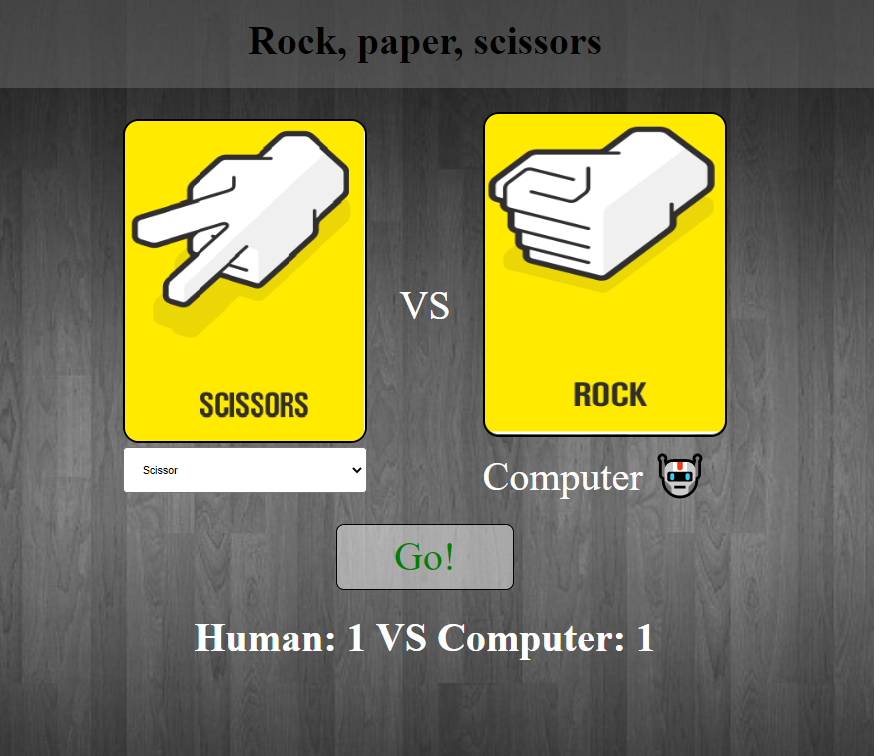 Rock, paper, scissors
SCISSORS
VS
ROCK
Scissor
Computer
Go!
Human: 1 VS Computer: 1